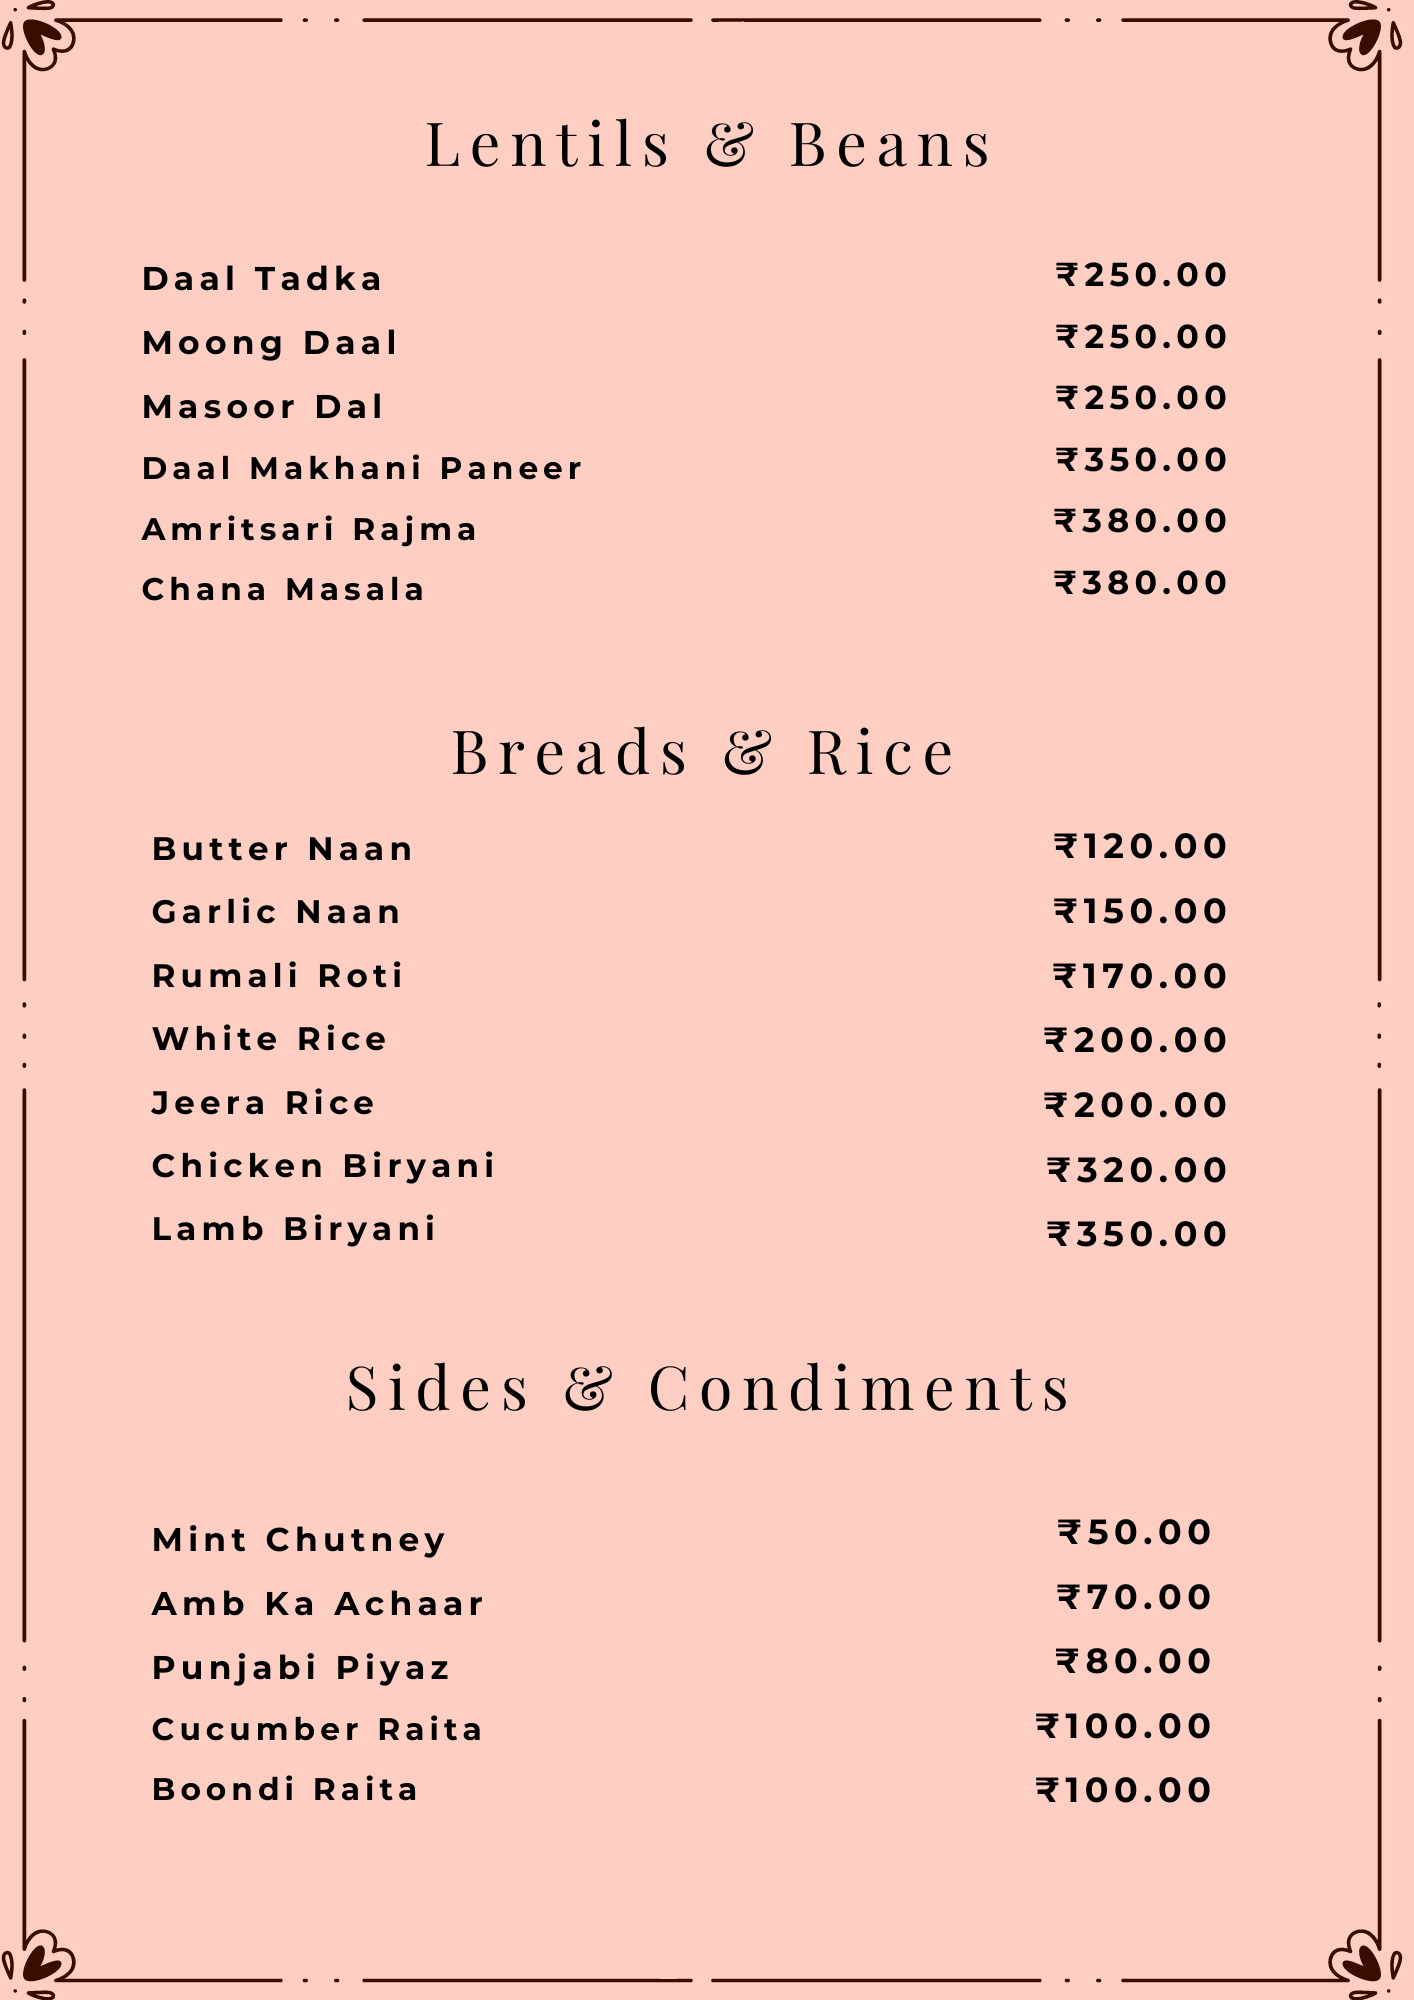 Lentils & Beans
Daal Tadka ₹250.00
Moong Daal ₹250.00
Masoor Dal ₹250.00
Daal Makhani Paneer ₹350.00
Amritsari Rajma ₹380.00
Chana Masala ₹380.00
Breads & Rice
Butter Naan ₹120.00
Garlic Naan ₹150.00
Rumali Roti ₹170.00
White Rice ₹200.00
Jeera Rice ₹200.00
Chicken Biryani ₹320.00
Lamb Biryani ₹350.00
Sides & Condiments
Mint Chutney ₹50.00
Amb Ka Achaar ₹70.00
Punjabi Piyaz ₹80.00
Cucumber Raita ₹100.00
Boondi Raita ₹100.00